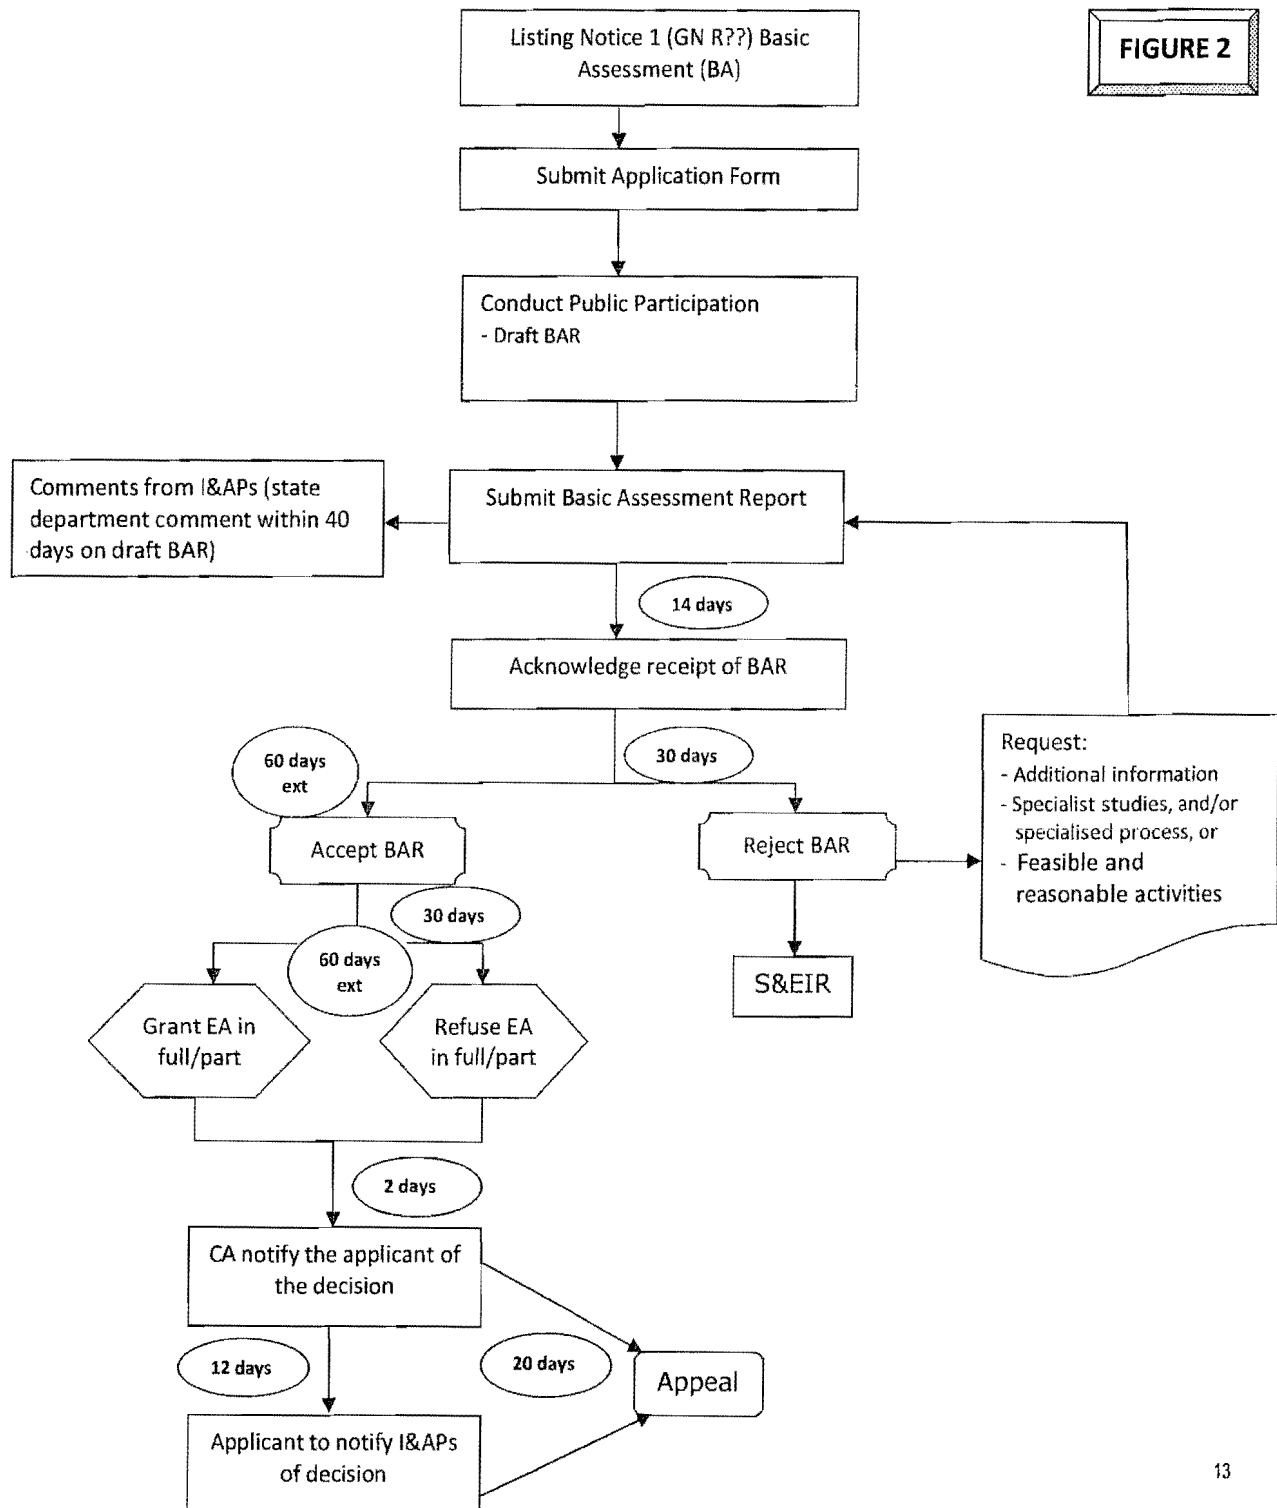 Listing Notice 1 (GN R??) Basic
Assessment (BA)
FIGURE 2
Submit Application Form
Conduct Public Participation
- Draft BAR
Comments from I&APs (state
department comment within 40
days on draft BAR)
Submit Basic Assessment Report
14 days
Acknowledge receipt of BAR
60 days
ext
30 days
Request:
- Additional information
- Specialist studies, and/or
specialised process, or
- Feasible and
reasonable activities
Accept BAR
Reject BAR
30 days
60 days
ext
S&EIR
Grant EA in
full/part
Refuse EA
in full/part
2 days
CA notify the applicant of
the decision
12 days
20 days
Appeal
Applicant to notify I&APs
of decision
13